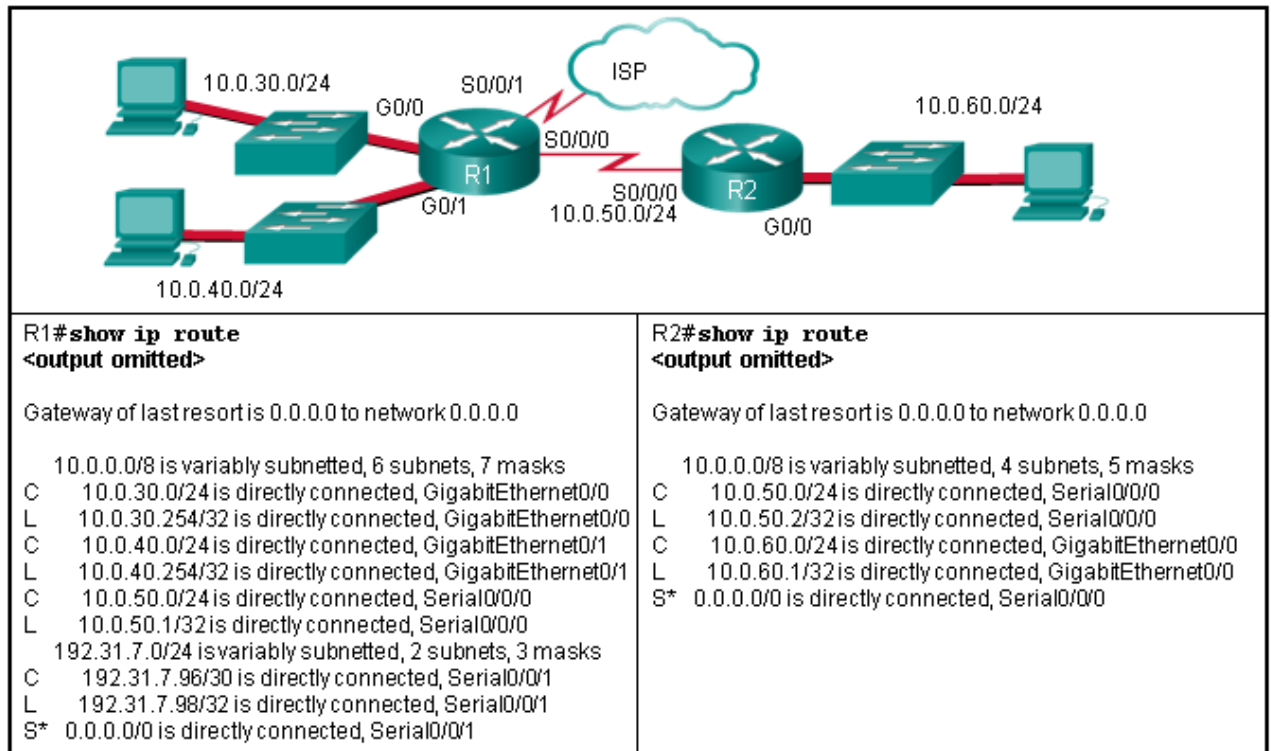 10.0.30.0/24
G0/0
S0/0/1
ISP
10.0.60.0/24
S0/0/0
R1
G0/1
S0/0/0
10.0.50.0/24
R2
G0/0
10.0.40.0/24
R1#show ip route
<output omitted>
Gateway of last resort is 0.0.0.0 to network 0.0.0.0
10.0.0.0/8 is variably subnetted, 6 subnets, 7 masks
C 10.0.30.0/24 is directly connected, GigabitEthernet0/0
L 10.0.30.254/32 is directly connected, GigabitEthernet0/0
C 10.0.40.0/24 is directly connected, GigabitEthernet0/1
L 10.0.40.254/32 is directly connected, GigabitEthernet0/1
C 10.0.50.0/24 is directly connected, Serial0/0/0
L 10.0.50.1/32 is directly connected, Serial0/0/0
192.31.7.0/24 is variably subnetted, 2 subnets, 3 masks
C 192.31.7.96/30 is directly connected, Serial0/0/1
L 192.31.7.98/32 is directly connected, Serial0/0/1
S* 0.0.0.0/0 is directly connected, Serial0/0/1
R2#show ip route
<output omitted>
Gateway of last resort is 0.0.0.0 to network 0.0.0.0
10.0.0.0/8 is variably subnetted, 4 subnets, 5 masks
C 10.0.50.0/24 is directly connected, Serial0/0/0
L 10.0.50.2/32 is directly connected, Serial0/0/0
C 10.0.60.0/24 is directly connected, GigabitEthernet0/0
L 10.0.60.1/32 is directly connected, GigabitEthernet0/0
S* 0.0.0.0/0 is directly connected, Serial0/0/0